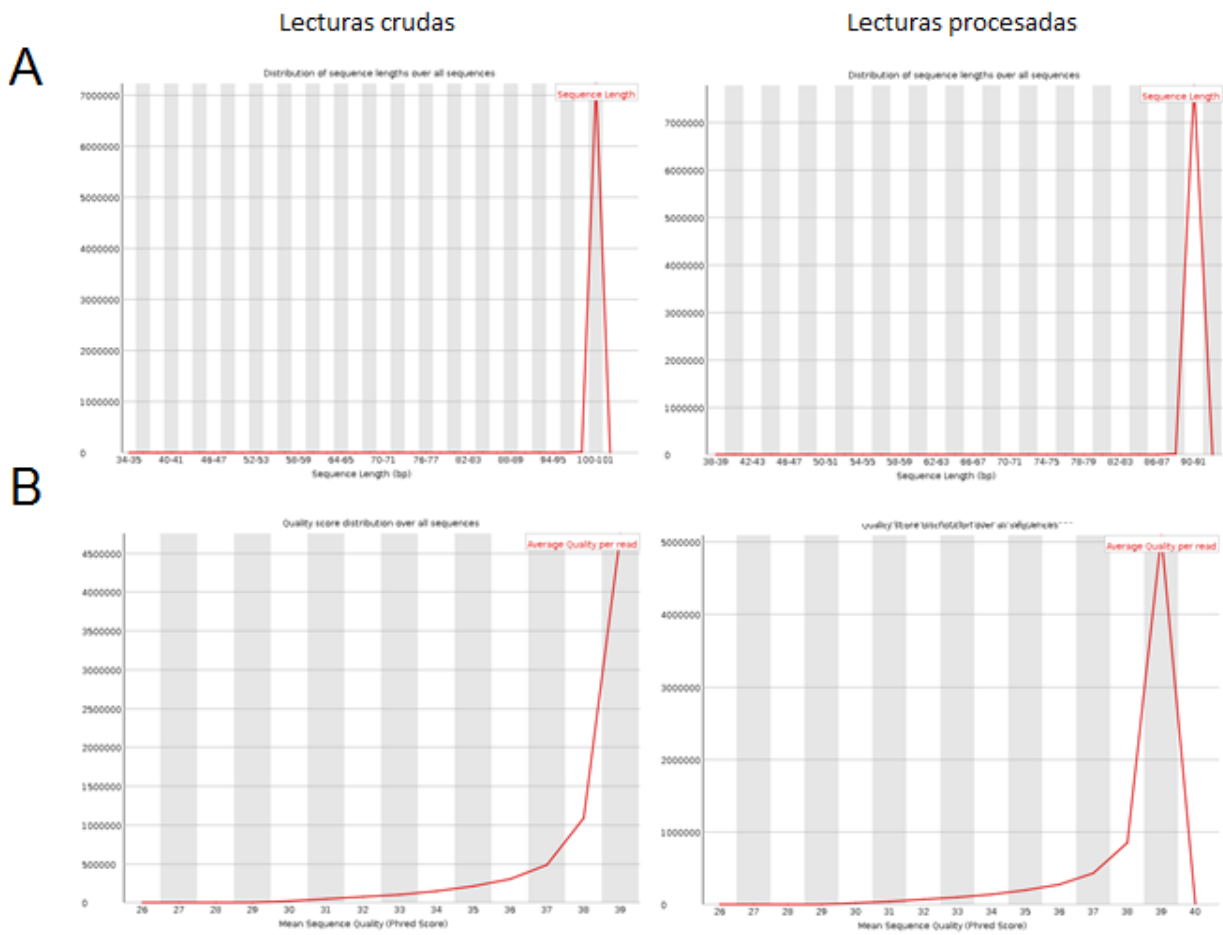 Lecturas crudas
Lecturas procesadas
A
Distribution of sequence lengths over all sequences
Sequence Length
7000000
6000000
5000000
4000000
3000000
2000000
1000000
0
34-35 40-41 46-47 52-53 58-59 64-65 70-71 76-77 82-83 88-89 94-95 100-101
Sequence Length (bp)
Distribution of sequence lengths over all sequences
Sequence Length
7000000
6000000
5000000
4000000
3000000
2000000
1000000
0
38-39 42-43 46-47 50-51 54-55 58-59 62-63 66-67 70-71 74-75 78-79 82-83 86-87 90-91
Sequence Length (bp)
B
Quality score distribution over all sequences
Average Quality per read
4500000
4000000
3500000
3000000
2500000
2000000
1500000
1000000
500000
0
26 27 28 29 30 31 32 33 34 35 36 37 38 39
Mean Sequence Quality (Phred Score)
Quality score distribution over all sequences
Average Quality per read
5000000
4000000
3000000
2000000
1000000
0
26 27 28 29 30 31 32 33 34 35 36 37 38 39 40
Mean Sequence Quality (Phred Score)